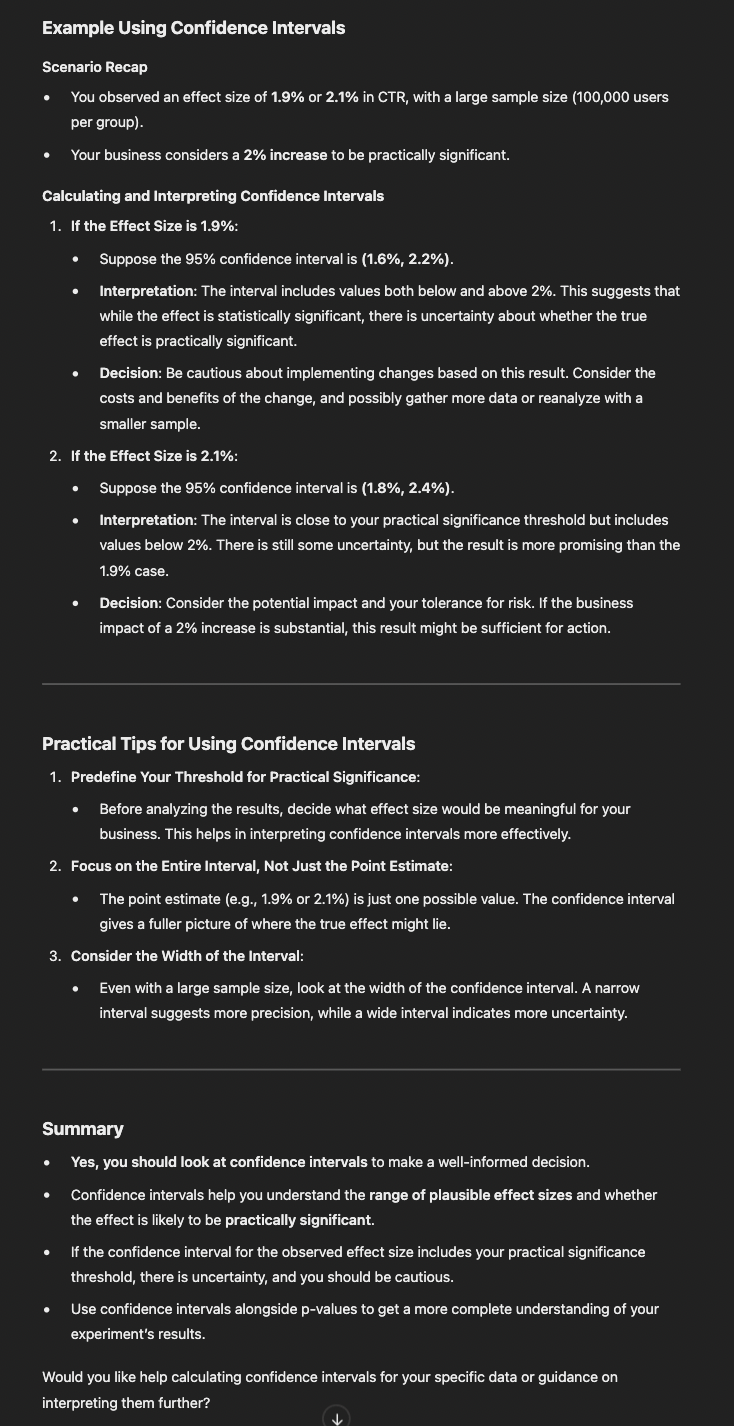 Example Using Confidence Intervals
Scenario Recap
• You observed an effect size of 1.9% or 2.1% in CTR, with a large sample size (100,000 users
per group).
• Your business considers a 2% increase to be practically significant.
Calculating and Interpreting Confidence Intervals
1. If the Effect Size is 1.9%:
• Suppose the 95% confidence interval is (1.6%, 2.2%).
• Interpretation: The interval includes values both below and above 2%. This suggests that
while the effect is statistically significant, there is uncertainty about whether the true
effect is practically significant.
• Decision: Be cautious about implementing changes based on this result. Consider the
costs and benefits of the change, and possibly gather more data or reanalyze with a
smaller sample.
2. If the Effect Size is 2.1%:
• Suppose the 95% confidence interval is (1.8%, 2.4%).
• Interpretation: The interval is close to your practical significance threshold but includes
values below 2%. There is still some uncertainty, but the result is more promising than the
1.9% case.
• Decision: Consider the potential impact and your tolerance for risk. If the business
impact of a 2% increase is substantial, this result might be sufficient for action.
Practical Tips for Using Confidence Intervals
1. Predefine Your Threshold for Practical Significance:
• Before analyzing the results, decide what effect size would be meaningful for your
business. This helps in interpreting confidence intervals more effectively.
2. Focus on the Entire Interval, Not Just the Point Estimate:
• The point estimate (e.g., 1.9% or 2.1%) is just one possible value. The confidence interval
gives a fuller picture of where the true effect might lie.
3. Consider the Width of the Interval:
• Even with a large sample size, look at the width of the confidence interval. A narrow
interval suggests more precision, while a wide interval indicates more uncertainty.
Summary
• Yes, you should look at confidence intervals to make a well-informed decision.
• Confidence intervals help you understand the range of plausible effect sizes and whether
the effect is likely to be practically significant.
• If the confidence interval for the observed effect size includes your practical significance
threshold, there is uncertainty, and you should be cautious.
• Use confidence intervals alongside p-values to get a more complete understanding of your
experiment's results.
Would you like help calculating confidence intervals for your specific data or guidance on
interpreting them further?